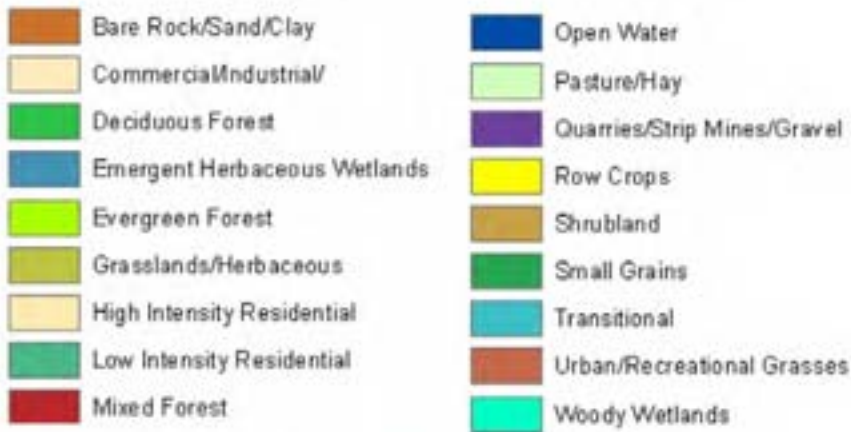 Bare Rock/Sand/Clay
Commercial/Industrial/
Deciduous Forest
Emergent Herbaceous Wetlands
Evergreen Forest
Grasslands/Herbaceous
High Intensity Residential
Low Intensity Residential
Mixed Forest
Open Water
Pasture/Hay
Quarries/Strip Mines/Gravel
Row Crops
Shrubland
Small Grains
Transitional
Urban/Recreational Grasses
Woody Wetlands